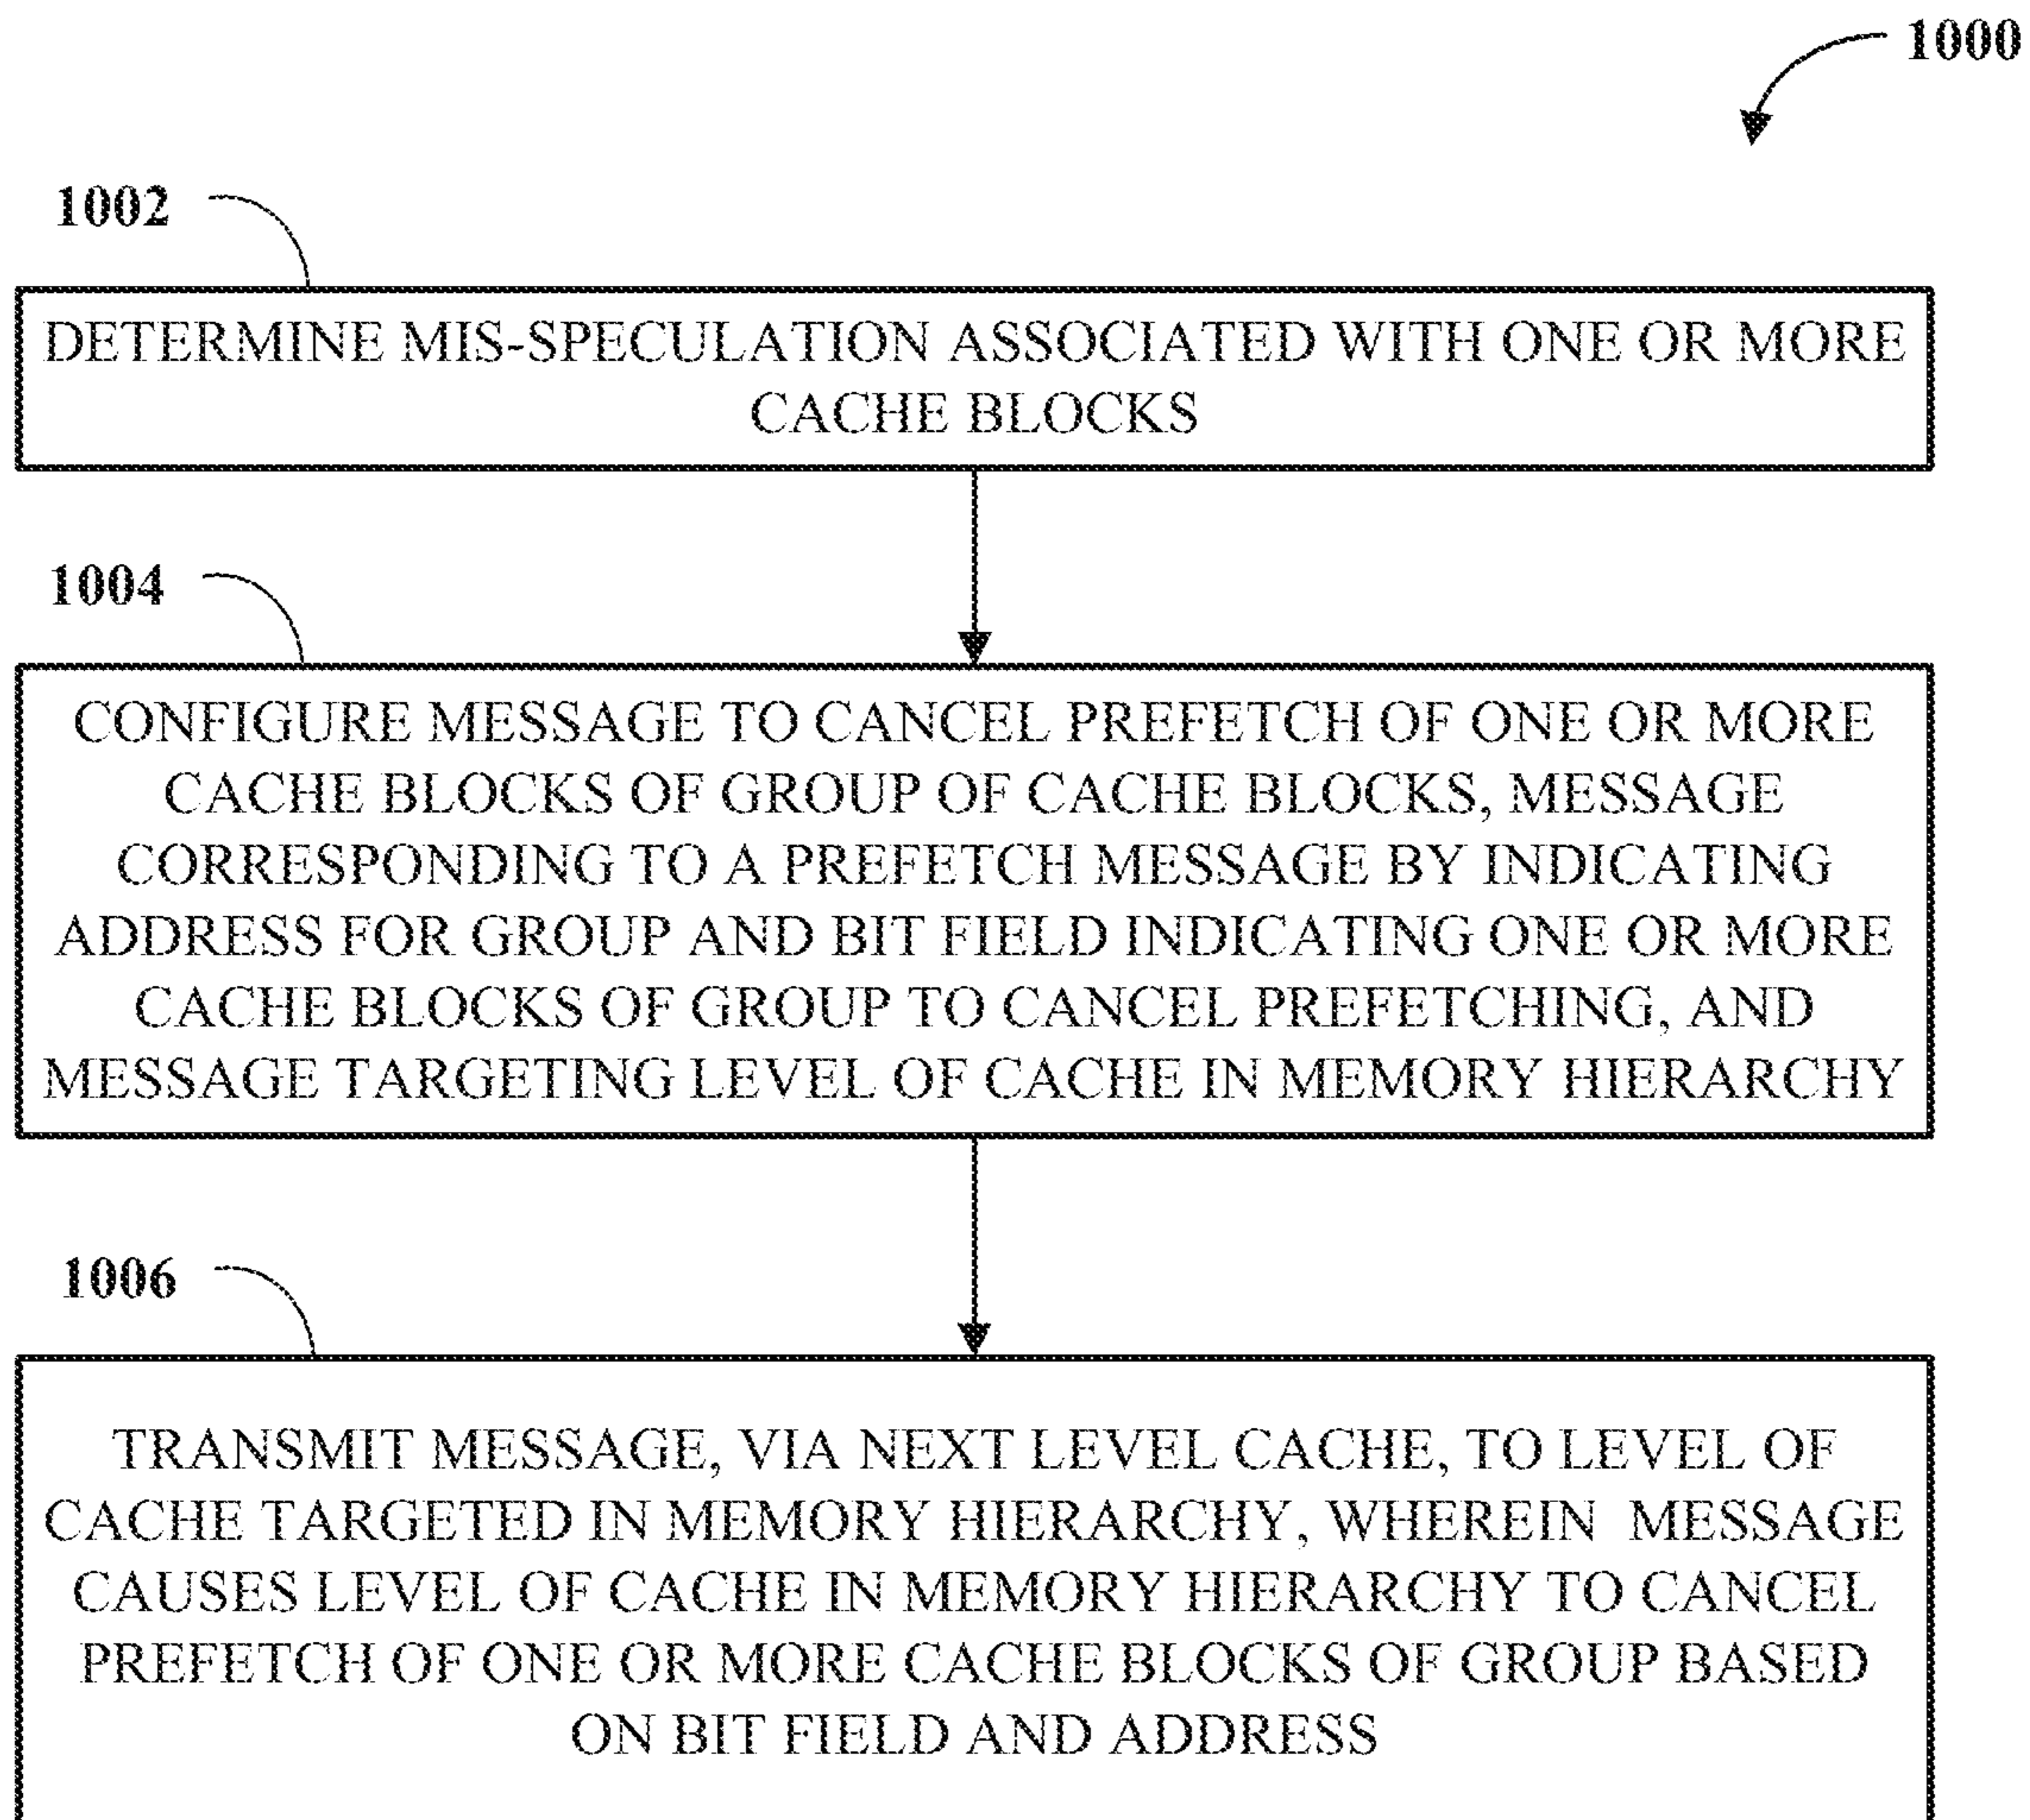 1000
1002
DETERMINE MIS-SPECULATION ASSOCIATED WITH ONE OR MORE
CACHE BLOCKS
1004
CONFIGURE MESSAGE TO CANCEL PREFETCH OF ONE OR MORE
CACHE BLOCKS OF GROUP OF CACHE BLOCKS, MESSAGE
CORRESPONDING TO A PREFETCH MESSAGE BY INDICATING
ADDRESS FOR GROUP AND BIT FIELD INDICATING ONE OR MORE
CACHE BLOCKS OF GROUP TO CANCEL PREFETCHING, AND
MESSAGE TARGETING LEVEL OF CACHE IN MEMORY HIERARCHY
1006
TRANSMIT MESSAGE, VIA NEXT LEVEL CACHE, TO LEVEL OF
CACHE TARGETED IN MEMORY HIERARCHY, WHEREIN MESSAGE
CAUSES LEVEL OF CACHE IN MEMORY HIERARCHY TO CANCEL
PREFETCH OF ONE OR MORE CACHE BLOCKS OF GROUP BASED
ON BIT FIELD AND ADDRESS